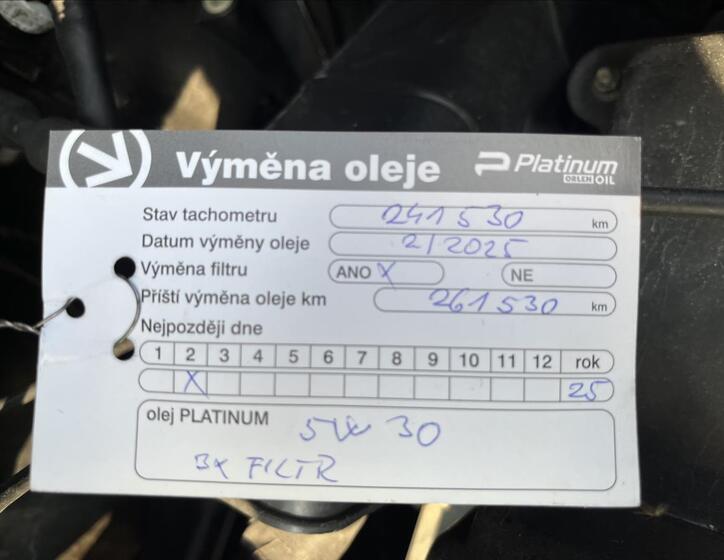 Výměna oleje Platinum
ORLEN OIL
Stav tachometru 241 530 km
Datum výměny oleje 2/2025
Výměna filtru ANO X NE
Příští výměna oleje km 261 530 km
Nejpozději dne
1 2 3 4 5 6 7 8 9 10 11 12 rok
X 25
olej PLATINUM 5W 30
3x FILTR